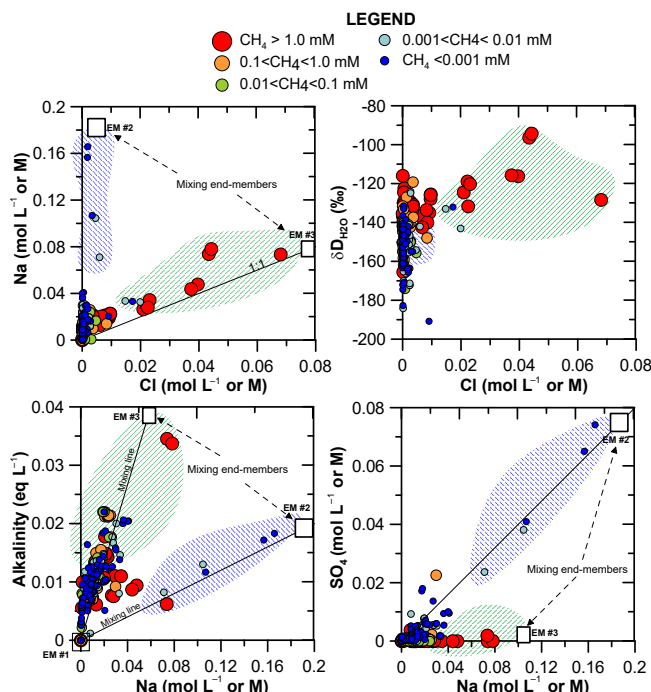 LEGEND
CH₄ > 1.0 mM
0.001<CH4< 0.01 mM
0.1<CH₄<1.0 mM
CH₄ <0.001 mM
0.01<CH₄<0.1 mM
Na (mol L⁻¹ or M)
0.2
0.16
0.12
0.08
0.04
0
EM #2
Mixing end-members
EM #3
1:1
0 0.02 0.04 0.06 0.08
Cl (mol L⁻¹ or M)
δD_H2O (‰)
-80
-100
-120
-140
-160
-180
-200
0 0.02 0.04 0.06 0.08
Cl (mol L⁻¹ or M)
Alkalinity (eq L⁻¹)
0.04
0.03
0.02
0.01
0
EM #3
Mixing line
Mixing end-members
EM #2
Mixing line
EM #1
0 0.04 0.08 0.12 0.16 0.2
Na (mol L⁻¹ or M)
SO₄ (mol L⁻¹ or M)
0.08
0.06
0.04
0.02
0
EM #2
Mixing end-members
EM #3
0 0.04 0.08 0.12 0.16 0.2
Na (mol L⁻¹ or M)